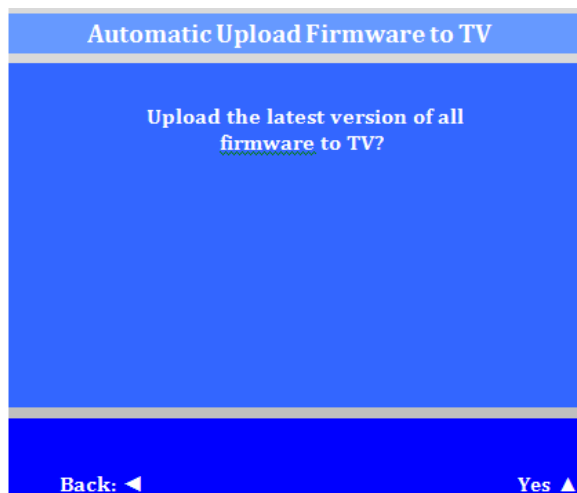 Automatic Upload Firmware to TV
Upload the latest version of all
firmware to TV?
Back: ◄
Yes ▲